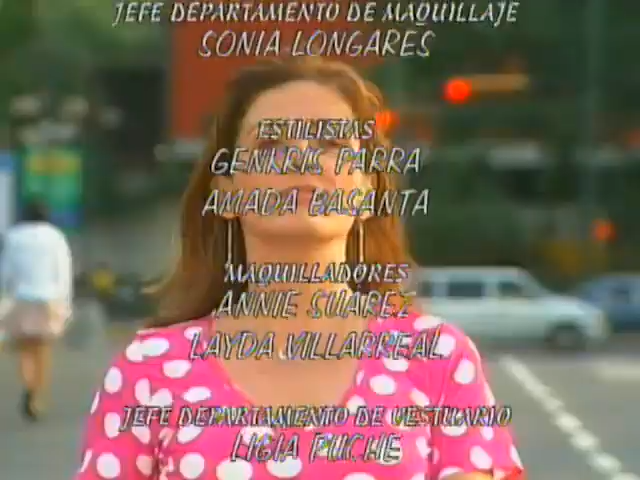 JEFE DEPARTAMENTO DE MAQUILLAJE
SONIA LONGARES
ESTILISTAS
GENKRIS PARRA
AMADA BASANTA
MAQUILLADORES
ANNIE SUAREZ
LAYDA VILLARREAL
JEFE DEPARTAMENTO DE VESTUARIO
LIGIA PUCHE